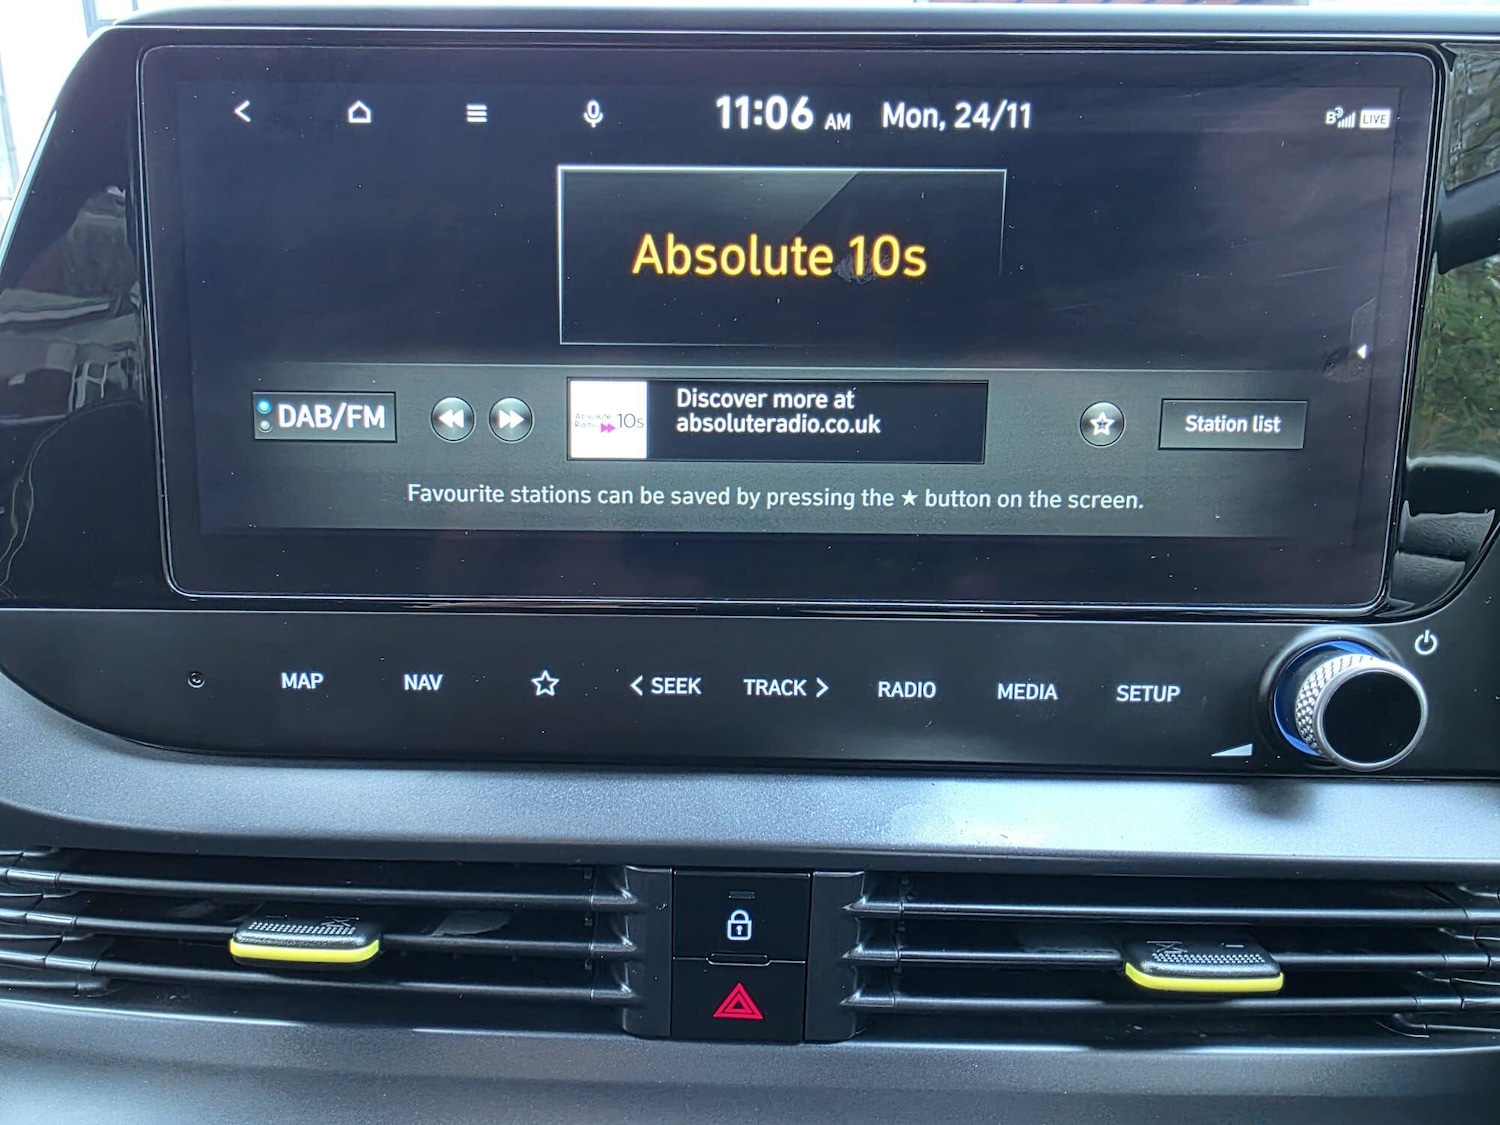 11:06 AM Mon, 24/11
B LIVE
Absolute 10s
DAB/FM
Absolute
Radio 10s
Discover more at
absoluteradio.co.uk
Station list
Favourite stations can be saved by pressing the ★ button on the screen.
MAP NAV < SEEK TRACK > RADIO MEDIA SETUP